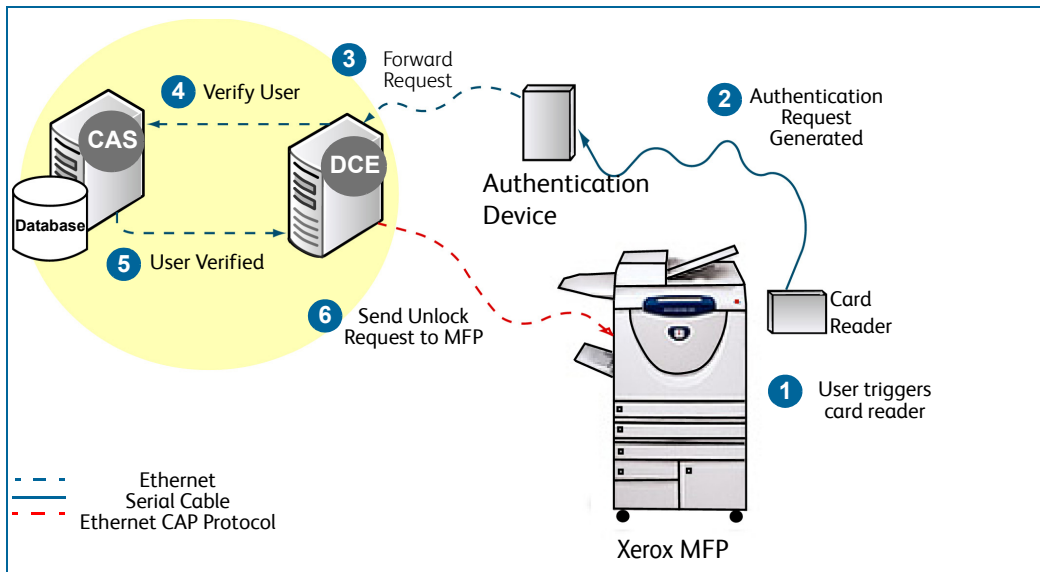 3
Forward
Request
4
Verify User
2
Authentication
Request
Generated
CAS
DCE
Authentication
Device
Database
5
User Verified
6
Send Unlock
Request to MFP
Card
Reader
1
User triggers
card reader
Ethernet
Serial Cable
Ethernet CAP Protocol
Xerox MFP